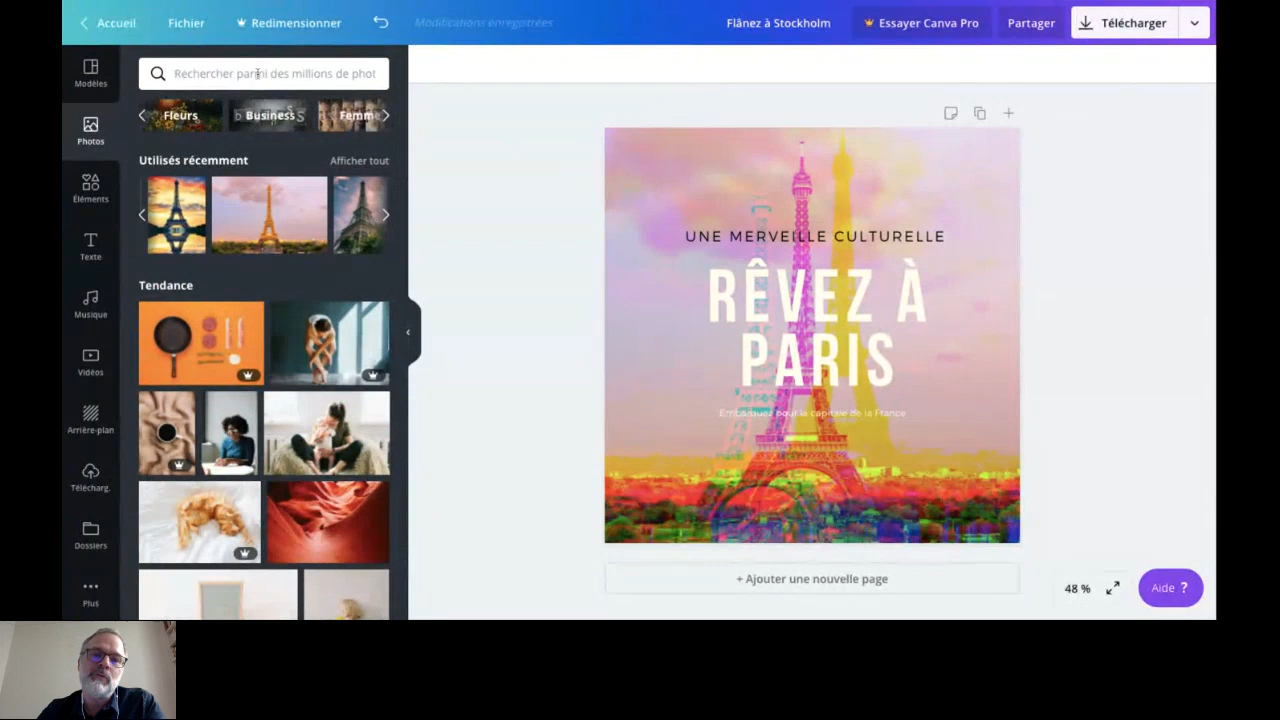 Accueil
Fichier
Redimensionner
Modifications enregistrées
Flânez à Stockholm
Essayer Canva Pro
Partager
Télécharger
Modèles
Photos
Éléments
Texte
Musique
Vidéos
Arrière-plan
Télécharg.
Dossiers
Plus
Rechercher parmi des millions de phot
Fleurs
Business
Femme
Utilisés récemment
Afficher tout
Tendance
UNE MERVEILLE CULTURELLE
RÊVEZ À
PARIS
Embarquez pour la capitale de la France
+ Ajouter une nouvelle page
48 %
Aide ?